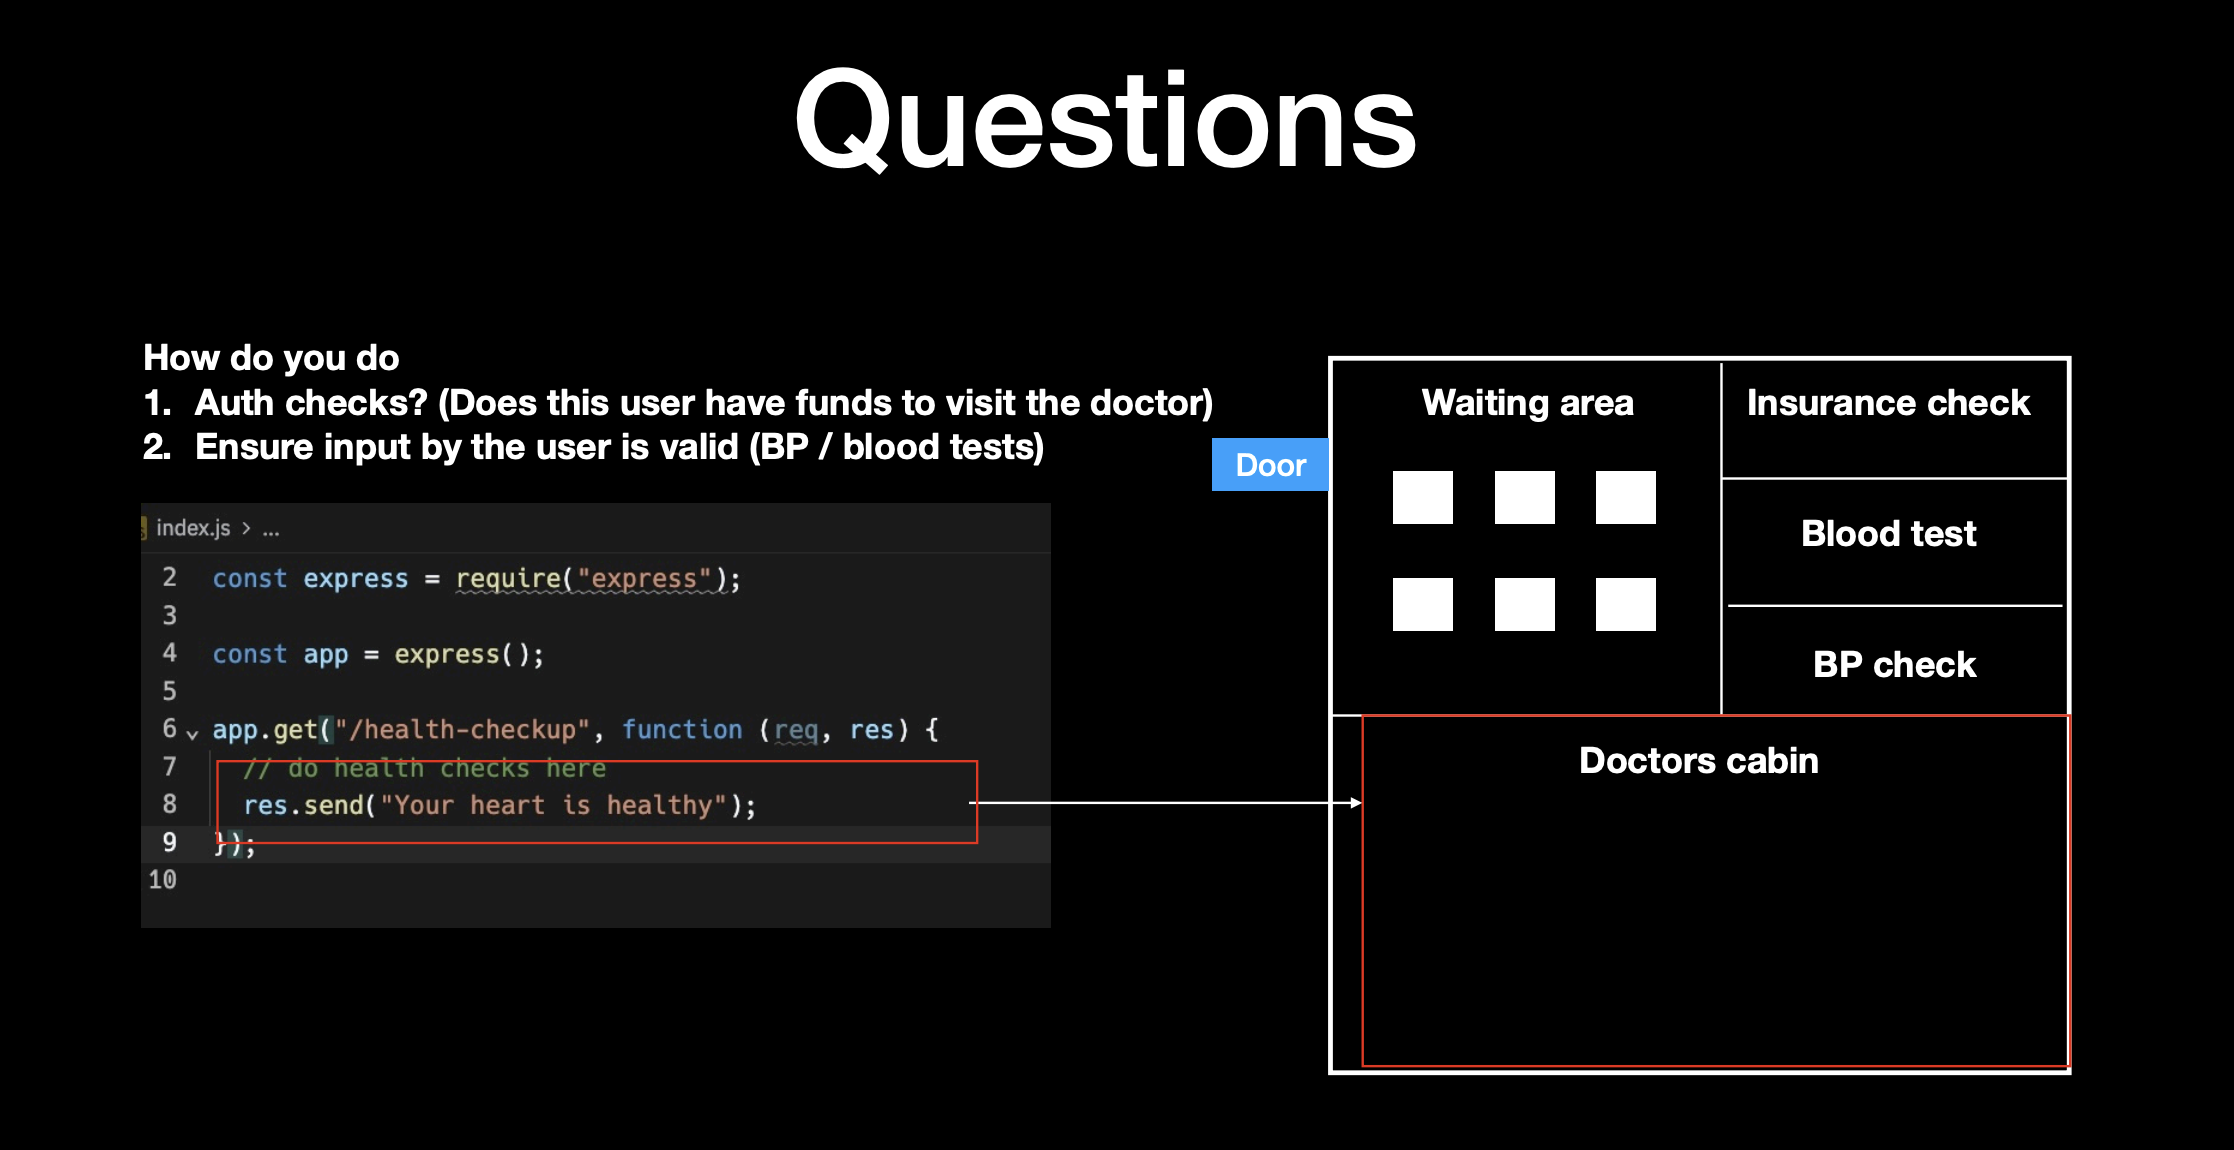 Questions
How do you do
1. Auth checks? (Does this user have funds to visit the doctor)
2. Ensure input by the user is valid (BP / blood tests)
index.js > ...
2 const express = require("express");
3
4 const app = express();
5
6 app.get("/health-checkup", function (req, res) {
7 // do health checks here
8 res.send("Your heart is healthy");
9 });
10
Door
Waiting area
Insurance check
Blood test
BP check
Doctors cabin